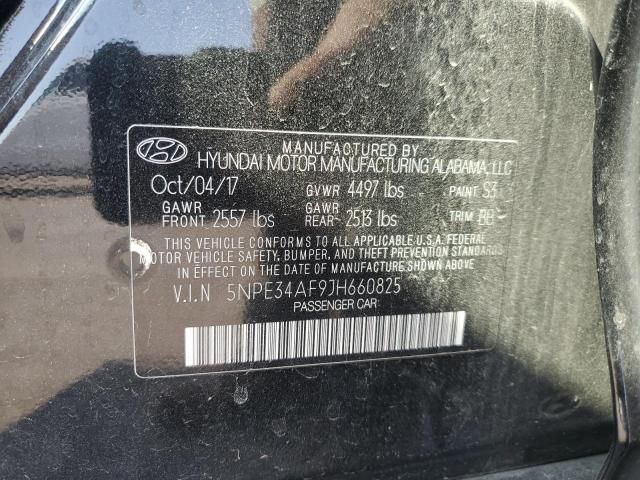 MANUFACTURED BY
HYUNDAI MOTOR MANUFACTURING ALABAMA, LLC
Oct/04/17 GVWR 4497 lbs PAINT S3
GAWR FRONT 2557 lbs GAWR REAR 2513 lbs TRIM
THIS VEHICLE CONFORMS TO ALL APPLICABLE U.S.A. FEDERAL
MOTOR VEHICLE SAFETY, BUMPER, AND THEFT PREVENTION STANDARDS
IN EFFECT ON THE DATE OF MANUFACTURE SHOWN ABOVE.
V.I.N 5NPE34AF9JH660825
PASSENGER CAR